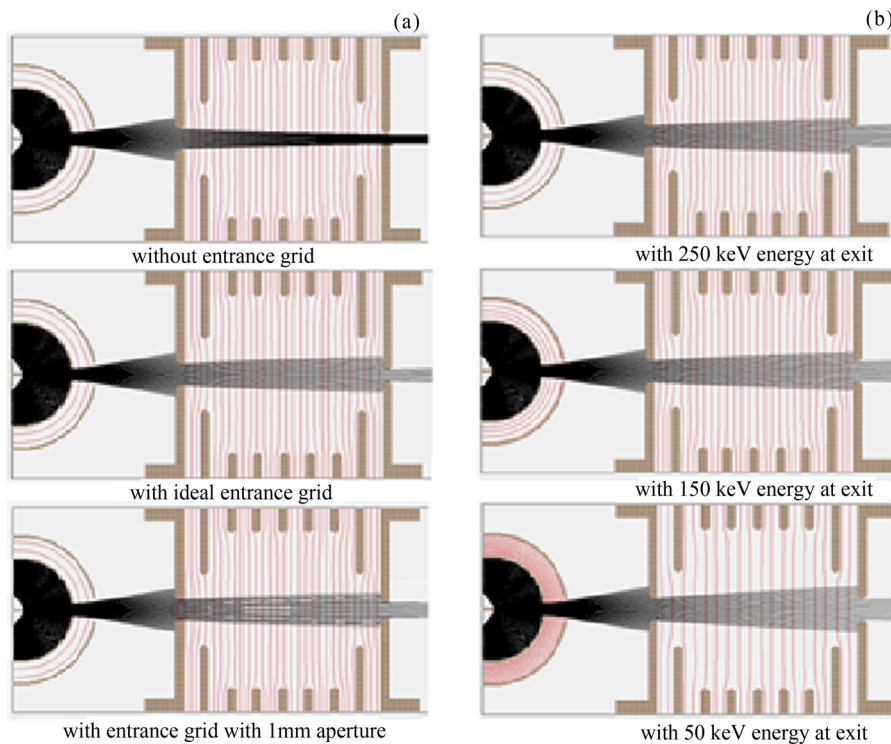 (a)
without entrance grid
with ideal entrance grid
with entrance grid with 1mm aperture
(b)
with 250 keV energy at exit
with 150 keV energy at exit
with 50 keV energy at exit